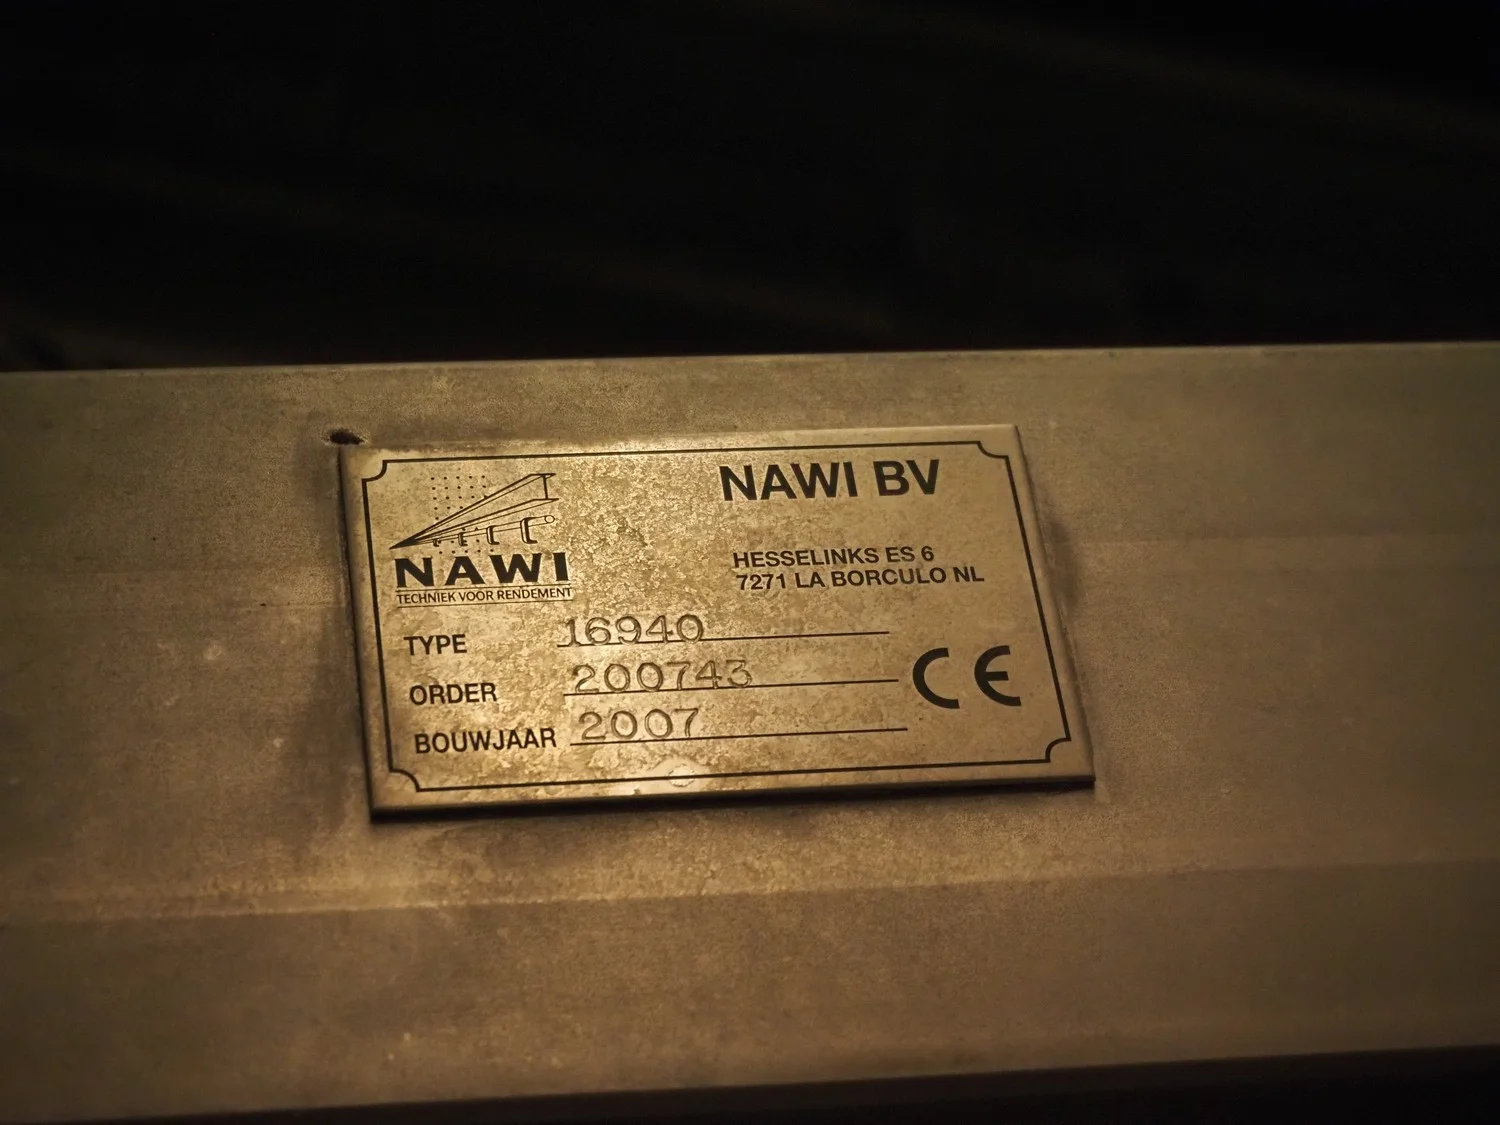 NAWI BV
HESSELINKS ES 6
7271 LA BORCULO NL
NAWI
TECHNIEK VOOR RENDEMENT
TYPE 16940
ORDER 200743
BOUWJAAR 2007
CE